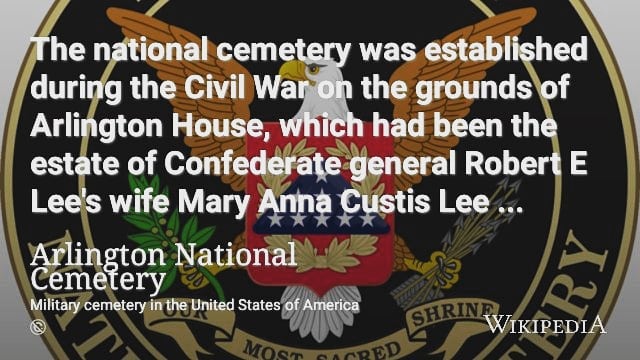 The national cemetery was established
during the Civil War on the grounds of
Arlington House, which had been the
estate of Confederate general Robert E
Lee's wife Mary Anna Custis Lee ...
Arlington National
Cemetery
Military cemetery in the United States of America
WIKIPEDIA
OUR
MOST SACRED
SHRINE